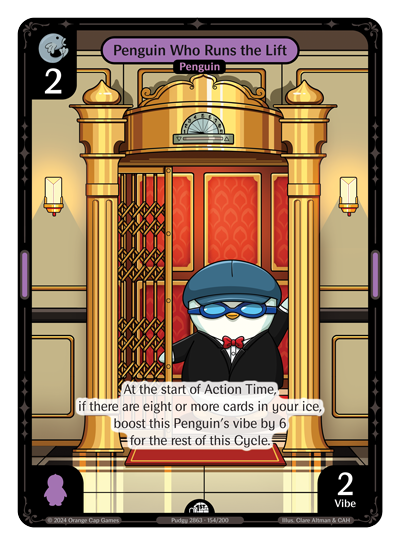 2
Penguin Who Runs the Lift
Penguin
At the start of Action Time,
if there are eight or more cards in your ice,
boost this Penguin's vibe by 6
for the rest of this Cycle.
2
Vibe
© 2024 Orange Cap Games
Pudgy 2863 · 154/200
Illus. Clare Altman & CAH